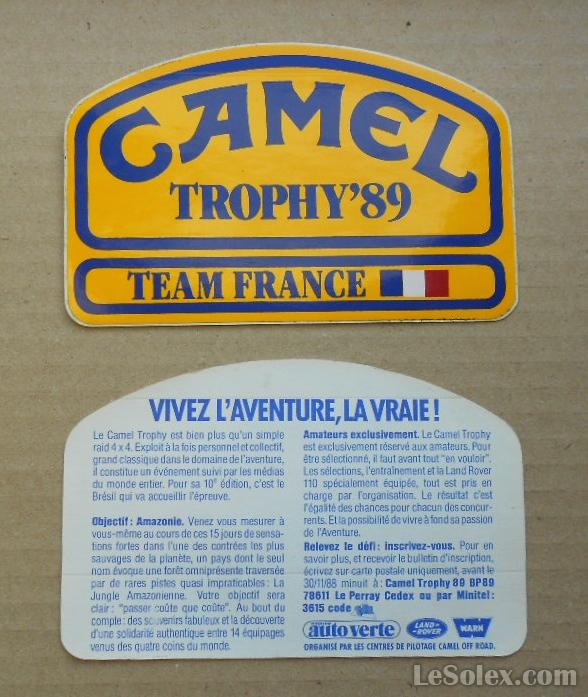 CAMEL
TROPHY'89
TEAM FRANCE
VIVEZ L'AVENTURE, LA VRAIE !
Le Camel Trophy est bien plus qu'un simple
raid 4 x 4. Exploit à la fois personnel et collectif,
grand classique dans le domaine de l'aventure,
il constitue un événement suivi par les médias
du monde entier. Pour sa 10e édition, c'est le
Brésil qui va accueillir l'épreuve.
Objectif : Amazonie. Venez vous mesurer à
vous-même au cours de ces 15 jours de sensa-
tions fortes dans l'une des contrées les plus
sauvages de la planète, un pays dont le seul
nom évoque une forêt omniprésente traversée
par de rares pistes quasi impraticables : La
Jungle Amazonienne. Votre objectif sera
clair : "passer coûte que coûte". Au bout du
compte : des souvenirs fabuleux et la découverte
d'une solidarité authentique entre 14 équipages
venus des quatre coins du monde.
Amateurs exclusivement. Le Camel Trophy
est exclusivement réservé aux amateurs. Pour
être sélectionné, il faut avant tout "en vouloir".
Les sélections, l'entraînement et la Land Rover
110 spécialement équipée, tout est pris en
charge par l'organisation. Le résultat c'est
l'égalité des chances pour chacun des concur-
rents. Et la possibilité de vivre à fond sa passion
de l'Aventure.
Relevez le défi : inscrivez-vous. Pour en
savoir plus, et recevoir le bulletin d'inscription,
écrivez sur carte postale uniquement, avant le
30/11/88 minuit à : Camel Trophy 89 BP 89
78611 Le Perray Cedex ou par Minitel :
3615 code
auto verte LAND-ROVER WARN
ORGANISÉ PAR LES CENTRES DE PILOTAGE CAMEL OFF ROAD.
LeSolex.com